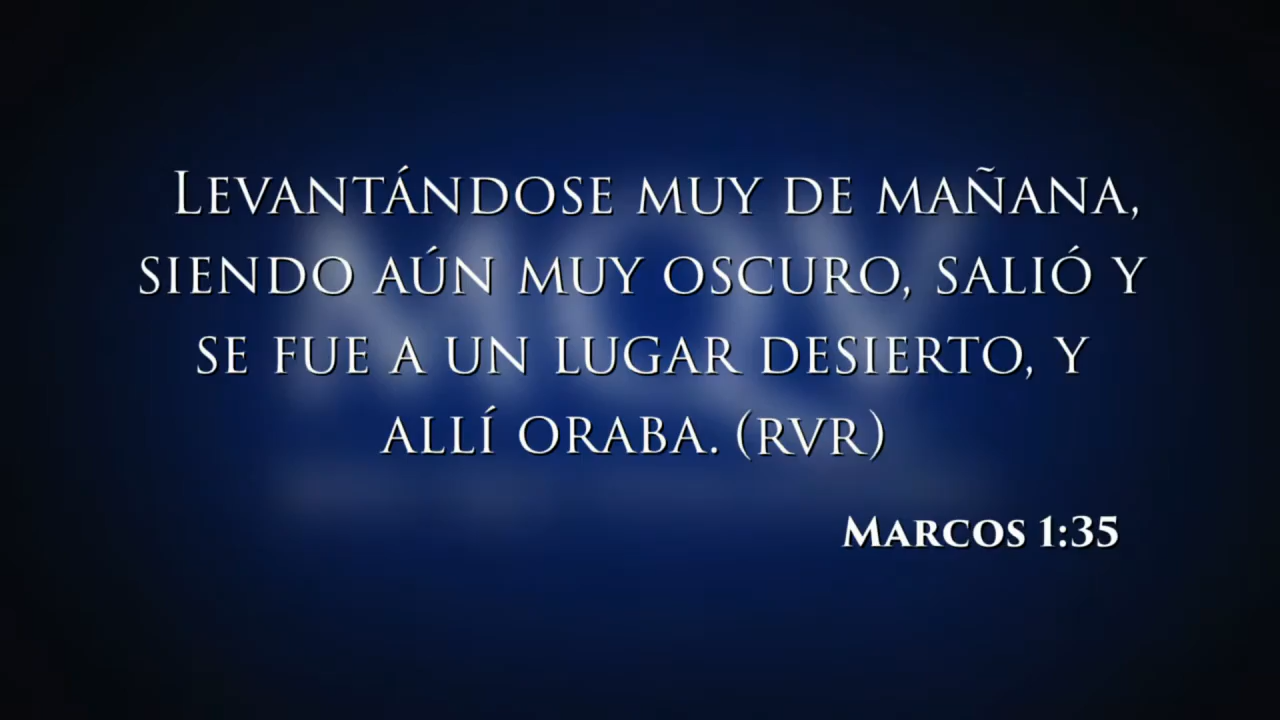 Levantándose muy de mañana,
siendo aún muy oscuro, salió y
se fue a un lugar desierto, y
allí oraba. (rvr)
Marcos 1:35